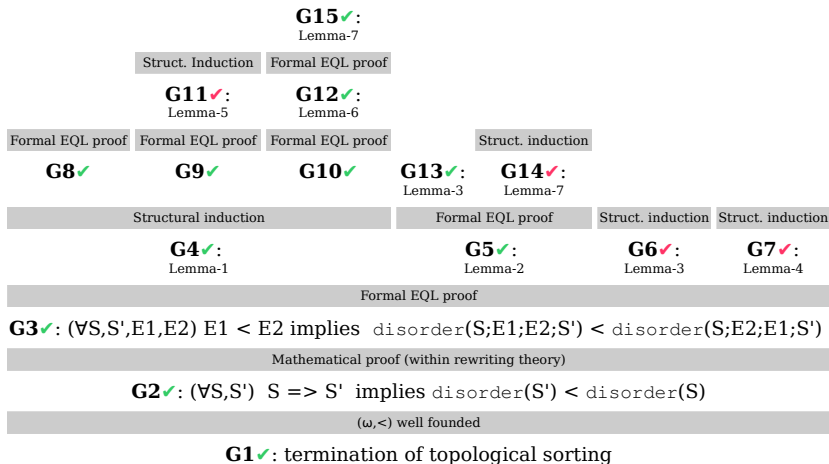 G15✔:
Lemma-7
Struct. Induction Formal EQL proof
G11✔: G12✔:
Lemma-5 Lemma-6
Formal EQL proof Formal EQL proof Formal EQL proof Struct. induction
G8✔ G9✔ G10✔ G13✔: G14✔:
Lemma-3 Lemma-7
Structural induction Formal EQL proof Struct. induction Struct. induction
G4✔: G5✔: G6✔: G7✔:
Lemma-1 Lemma-2 Lemma-3 Lemma-4
Formal EQL proof
G3✔: (∀S,S',E1,E2) E1 < E2 implies disorder(S;E1;E2;S') < disorder(S;E2;E1;S')
Mathematical proof (within rewriting theory)
G2✔: (∀S,S') S => S' implies disorder(S') < disorder(S)
(ω,<) well founded
G1✔: termination of topological sorting